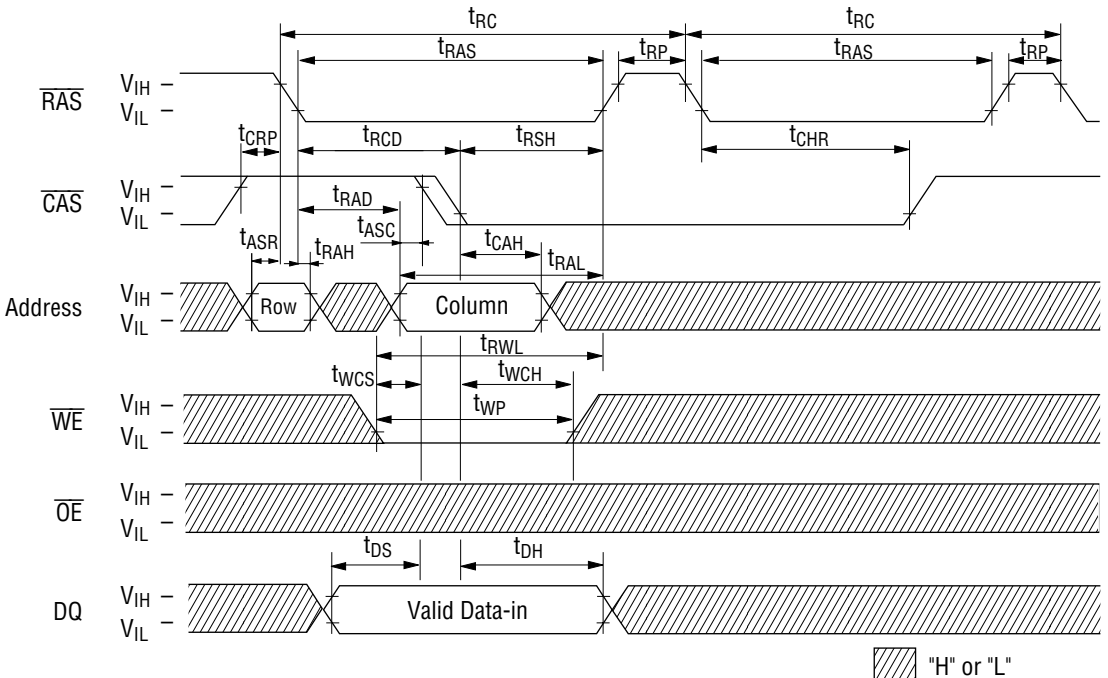 tRC tRC
tRAS tRP tRAS tRP
RAS VIH
VIL
tCRP tRCD tRSH tCHR
CAS VIH
VIL
tRAD
tASR tRAH tASC tCAH tRAL
Address VIH
VIL
Row Column
tRWL
tWCS tWCH
tWP
WE VIH
VIL
OE VIH
VIL
tDS tDH
DQ VIH
VIL
Valid Data-in
"H" or "L"